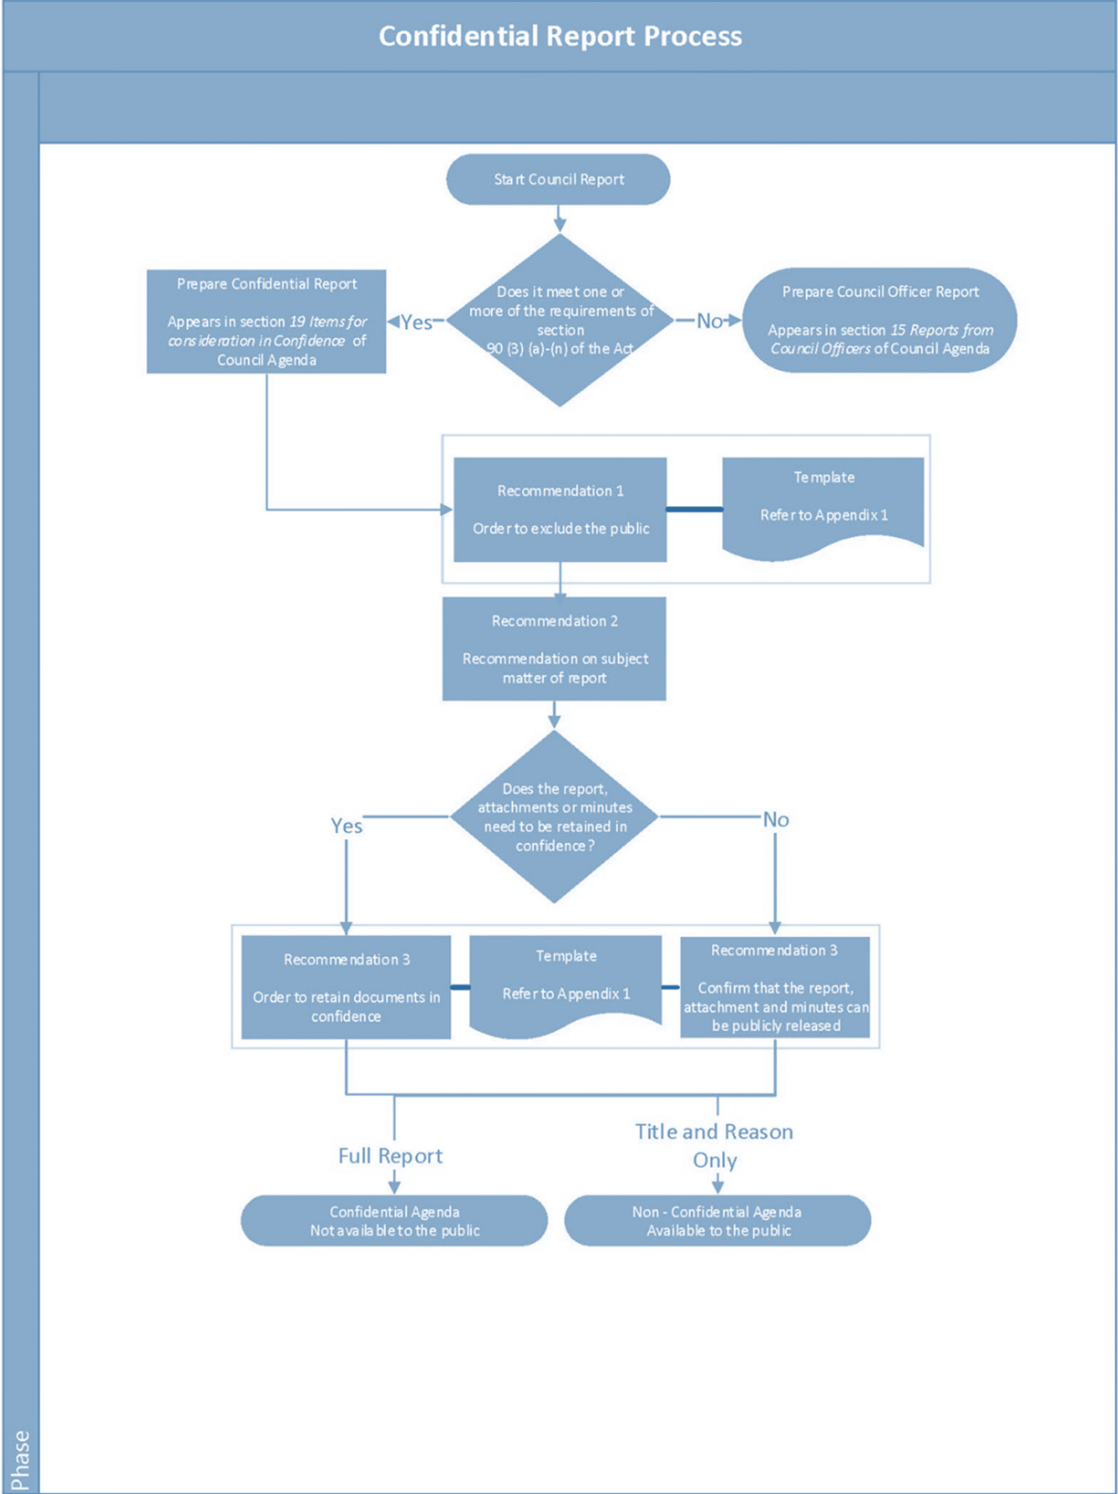 Confidential Report Process
Start Council Report
Does it meet one or
more of the requirements of
section
90 (3) (a)-(n) of the Act
Yes
No
Prepare Confidential Report
Appears in section 19 Items for
consideration in Confidence of
Council Agenda
Prepare Council Officer Report
Appears in section 15 Reports from
Council Officers of Council Agenda
Recommendation 1
Order to exclude the public
Template
Refer to Appendix 1
Recommendation 2
Recommendation on subject
matter of report
Does the report,
attachments or minutes
need to be retained in
confidence?
Yes
No
Recommendation 3
Order to retain documents in
confidence
Template
Refer to Appendix 1
Recommendation 3
Confirm that the report,
attachment and minutes can
be publicly released
Full Report
Title and Reason
Only
Confidential Agenda
Not available to the public
Non - Confidential Agenda
Available to the public
Phase